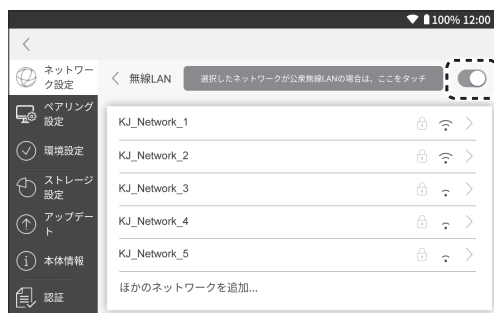 100% 12:00
ネットワー
ク設定
無線LAN
選択したネットワークが公衆無線LANの場合は、ここをタッチ
ペアリング
設定
環境設定
ストレージ
設定
アップデー
ト
本体情報
認証
KJ_Network_1
KJ_Network_2
KJ_Network_3
KJ_Network_4
KJ_Network_5
ほかのネットワークを追加...